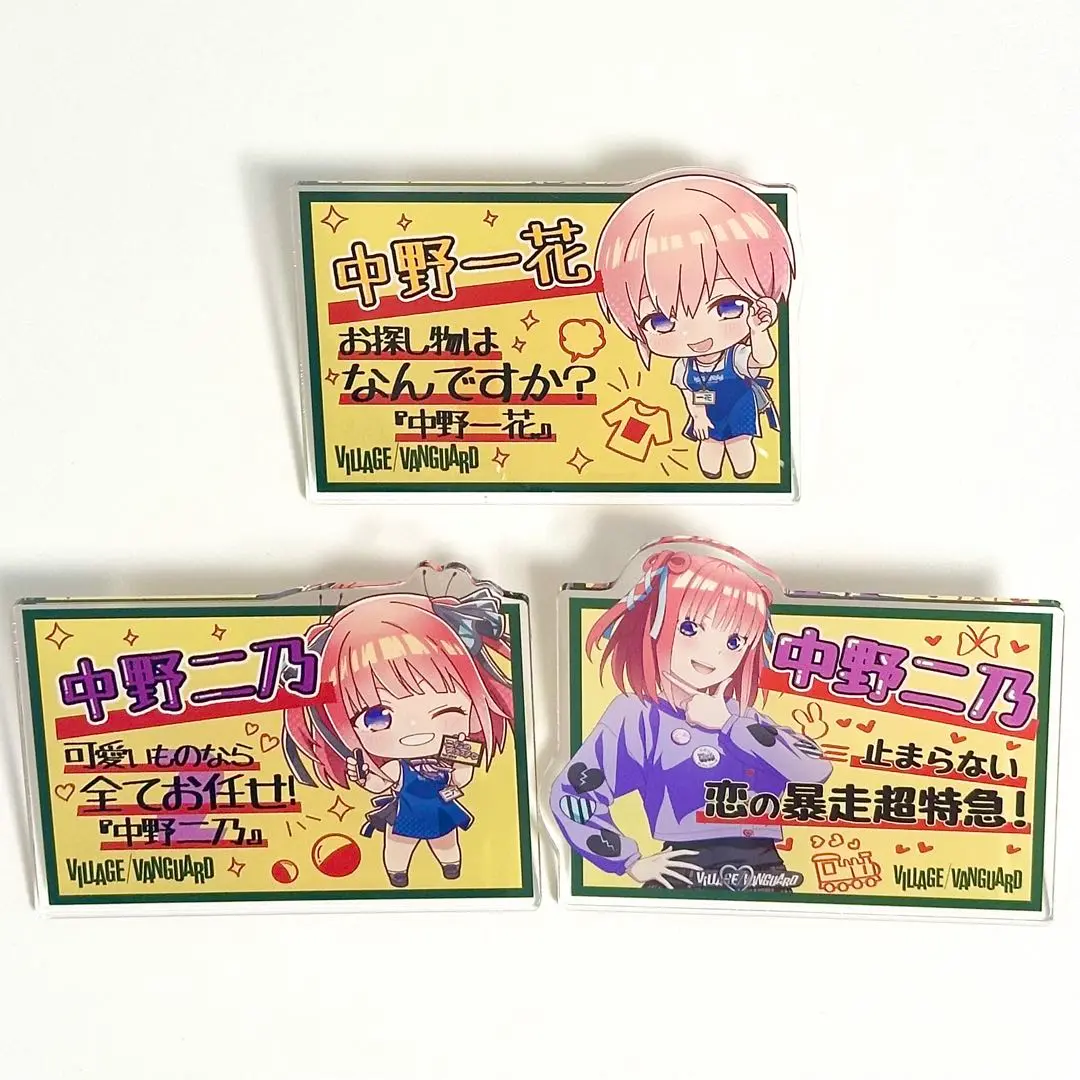 中野一花
お探し物は
なんですか?
『中野一花』
VILLAGE/VANGUARD
一花
中野二乃
可愛いものなら
全てお任せ!
『中野二乃』
VILLAGE/VANGUARD
中野二乃
止まらない
恋の暴走超特急!
VILLAGE/VANGUARD
VILLAGE/VANGUARD